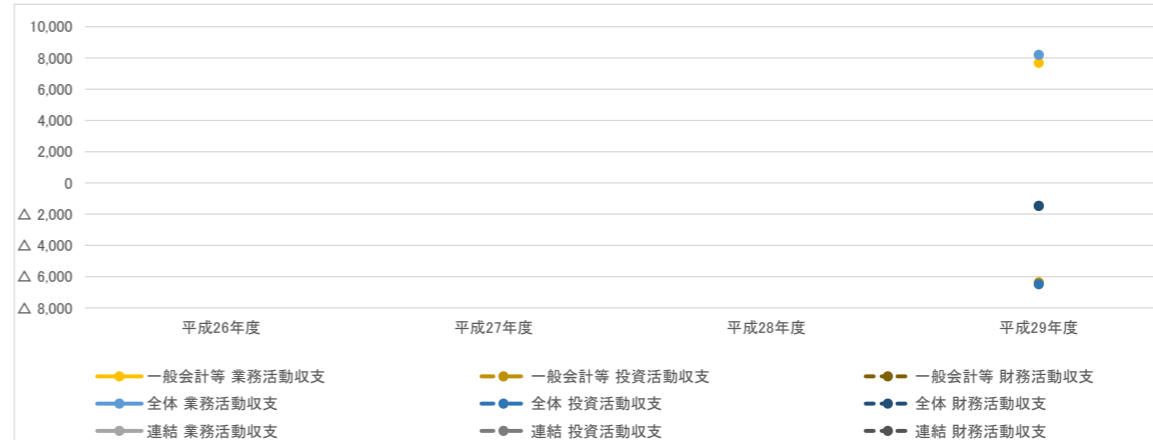 10,000
8,000
6,000
4,000
2,000
0
△ 2,000
△ 4,000
△ 6,000
△ 8,000
平成26年度 平成27年度 平成28年度 平成29年度
一般会計等 業務活動収支 一般会計等 投資活動収支 一般会計等 財務活動収支
全体 業務活動収支 全体 投資活動収支 全体 財務活動収支
連結 業務活動収支 連結 投資活動収支 連結 財務活動収支